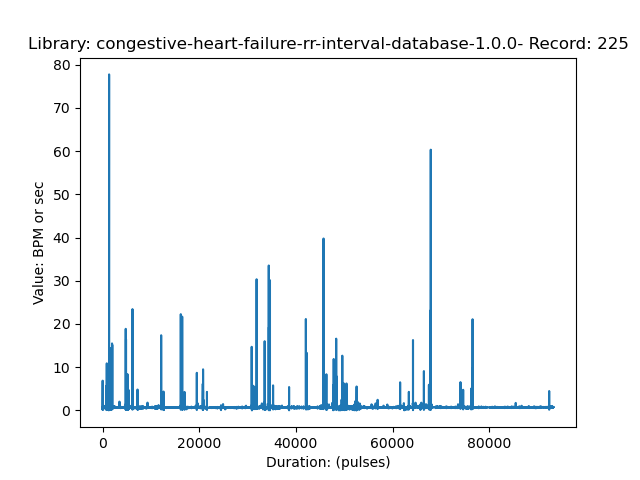 Library: congestive-heart-failure-rr-interval-database-1.0.0- Record: 225
80
70
60
50
40
30
20
10
0
Value: BPM or sec
0 20000 40000 60000 80000
Duration: (pulses)